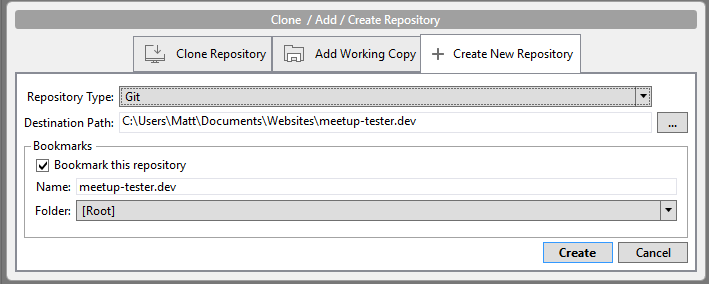 Clone / Add / Create Repository
Clone Repository Add Working Copy Create New Repository
Repository Type: Git
Destination Path: C:\Users\Matt\Documents\Websites\meetup-tester.dev ...
Bookmarks
Bookmark this repository
Name: meetup-tester.dev
Folder: [Root]
Create Cancel